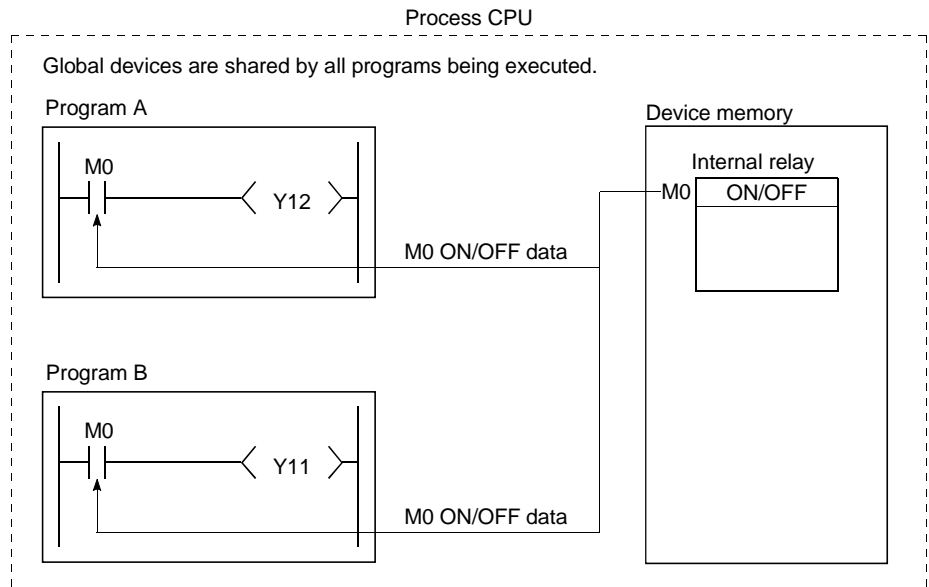 Process CPU
Global devices are shared by all programs being executed.
Program A
M0
Y12
M0 ON/OFF data
Device memory
Internal relay
M0
ON/OFF
Program B
M0
Y11
M0 ON/OFF data